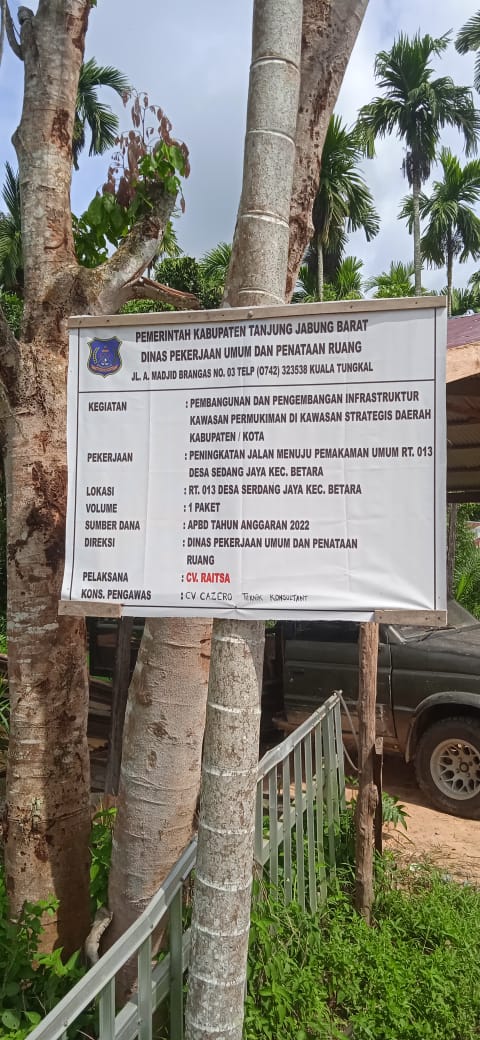 PEMERINTAH KABUPATEN TANJUNG JABUNG BARAT
DINAS PEKERJAAN UMUM DAN PENATAAN RUANG
JL. A. MADJID BRANGAS NO. 03 TELP (0742) 323538 KUALA TUNGKAL
KEGIATAN : PEMBANGUNAN DAN PENGEMBANGAN INFRASTRUKTUR
KAWASAN PERMUKIMAN DI KAWASAN STRATEGIS DAERAH
KABUPATEN / KOTA
PEKERJAAN : PENINGKATAN JALAN MENUJU PEMAKAMAN UMUM RT. 013
DESA SEDANG JAYA KEC. BETARA
LOKASI : RT. 013 DESA SERDANG JAYA KEC. BETARA
VOLUME : 1 PAKET
SUMBER DANA : APBD TAHUN ANGGARAN 2022
DIREKSI : DINAS PEKERJAAN UMUM DAN PENATAAN
RUANG
PELAKSANA : CV. RAITSA
KONS. PENGAWAS : CV CAZERO TEKNIK KONSULTANT